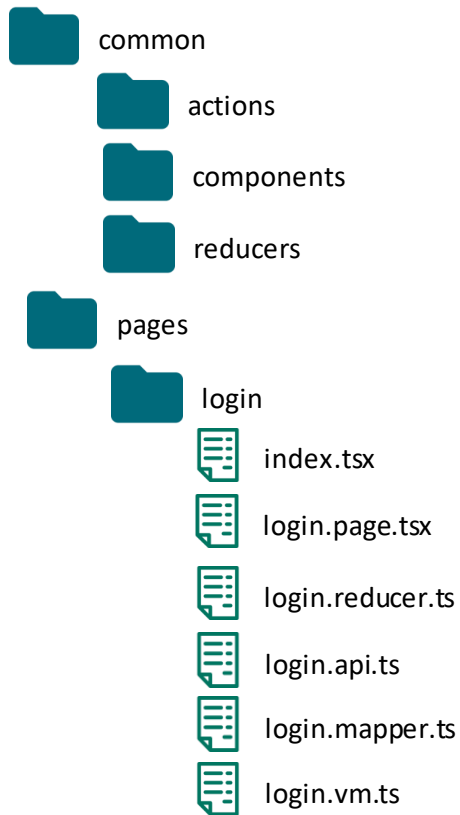 common
actions
components
reducers
pages
login
index.tsx
login.page.tsx
login.reducer.ts
login.api.ts
login.mapper.ts
login.vm.ts